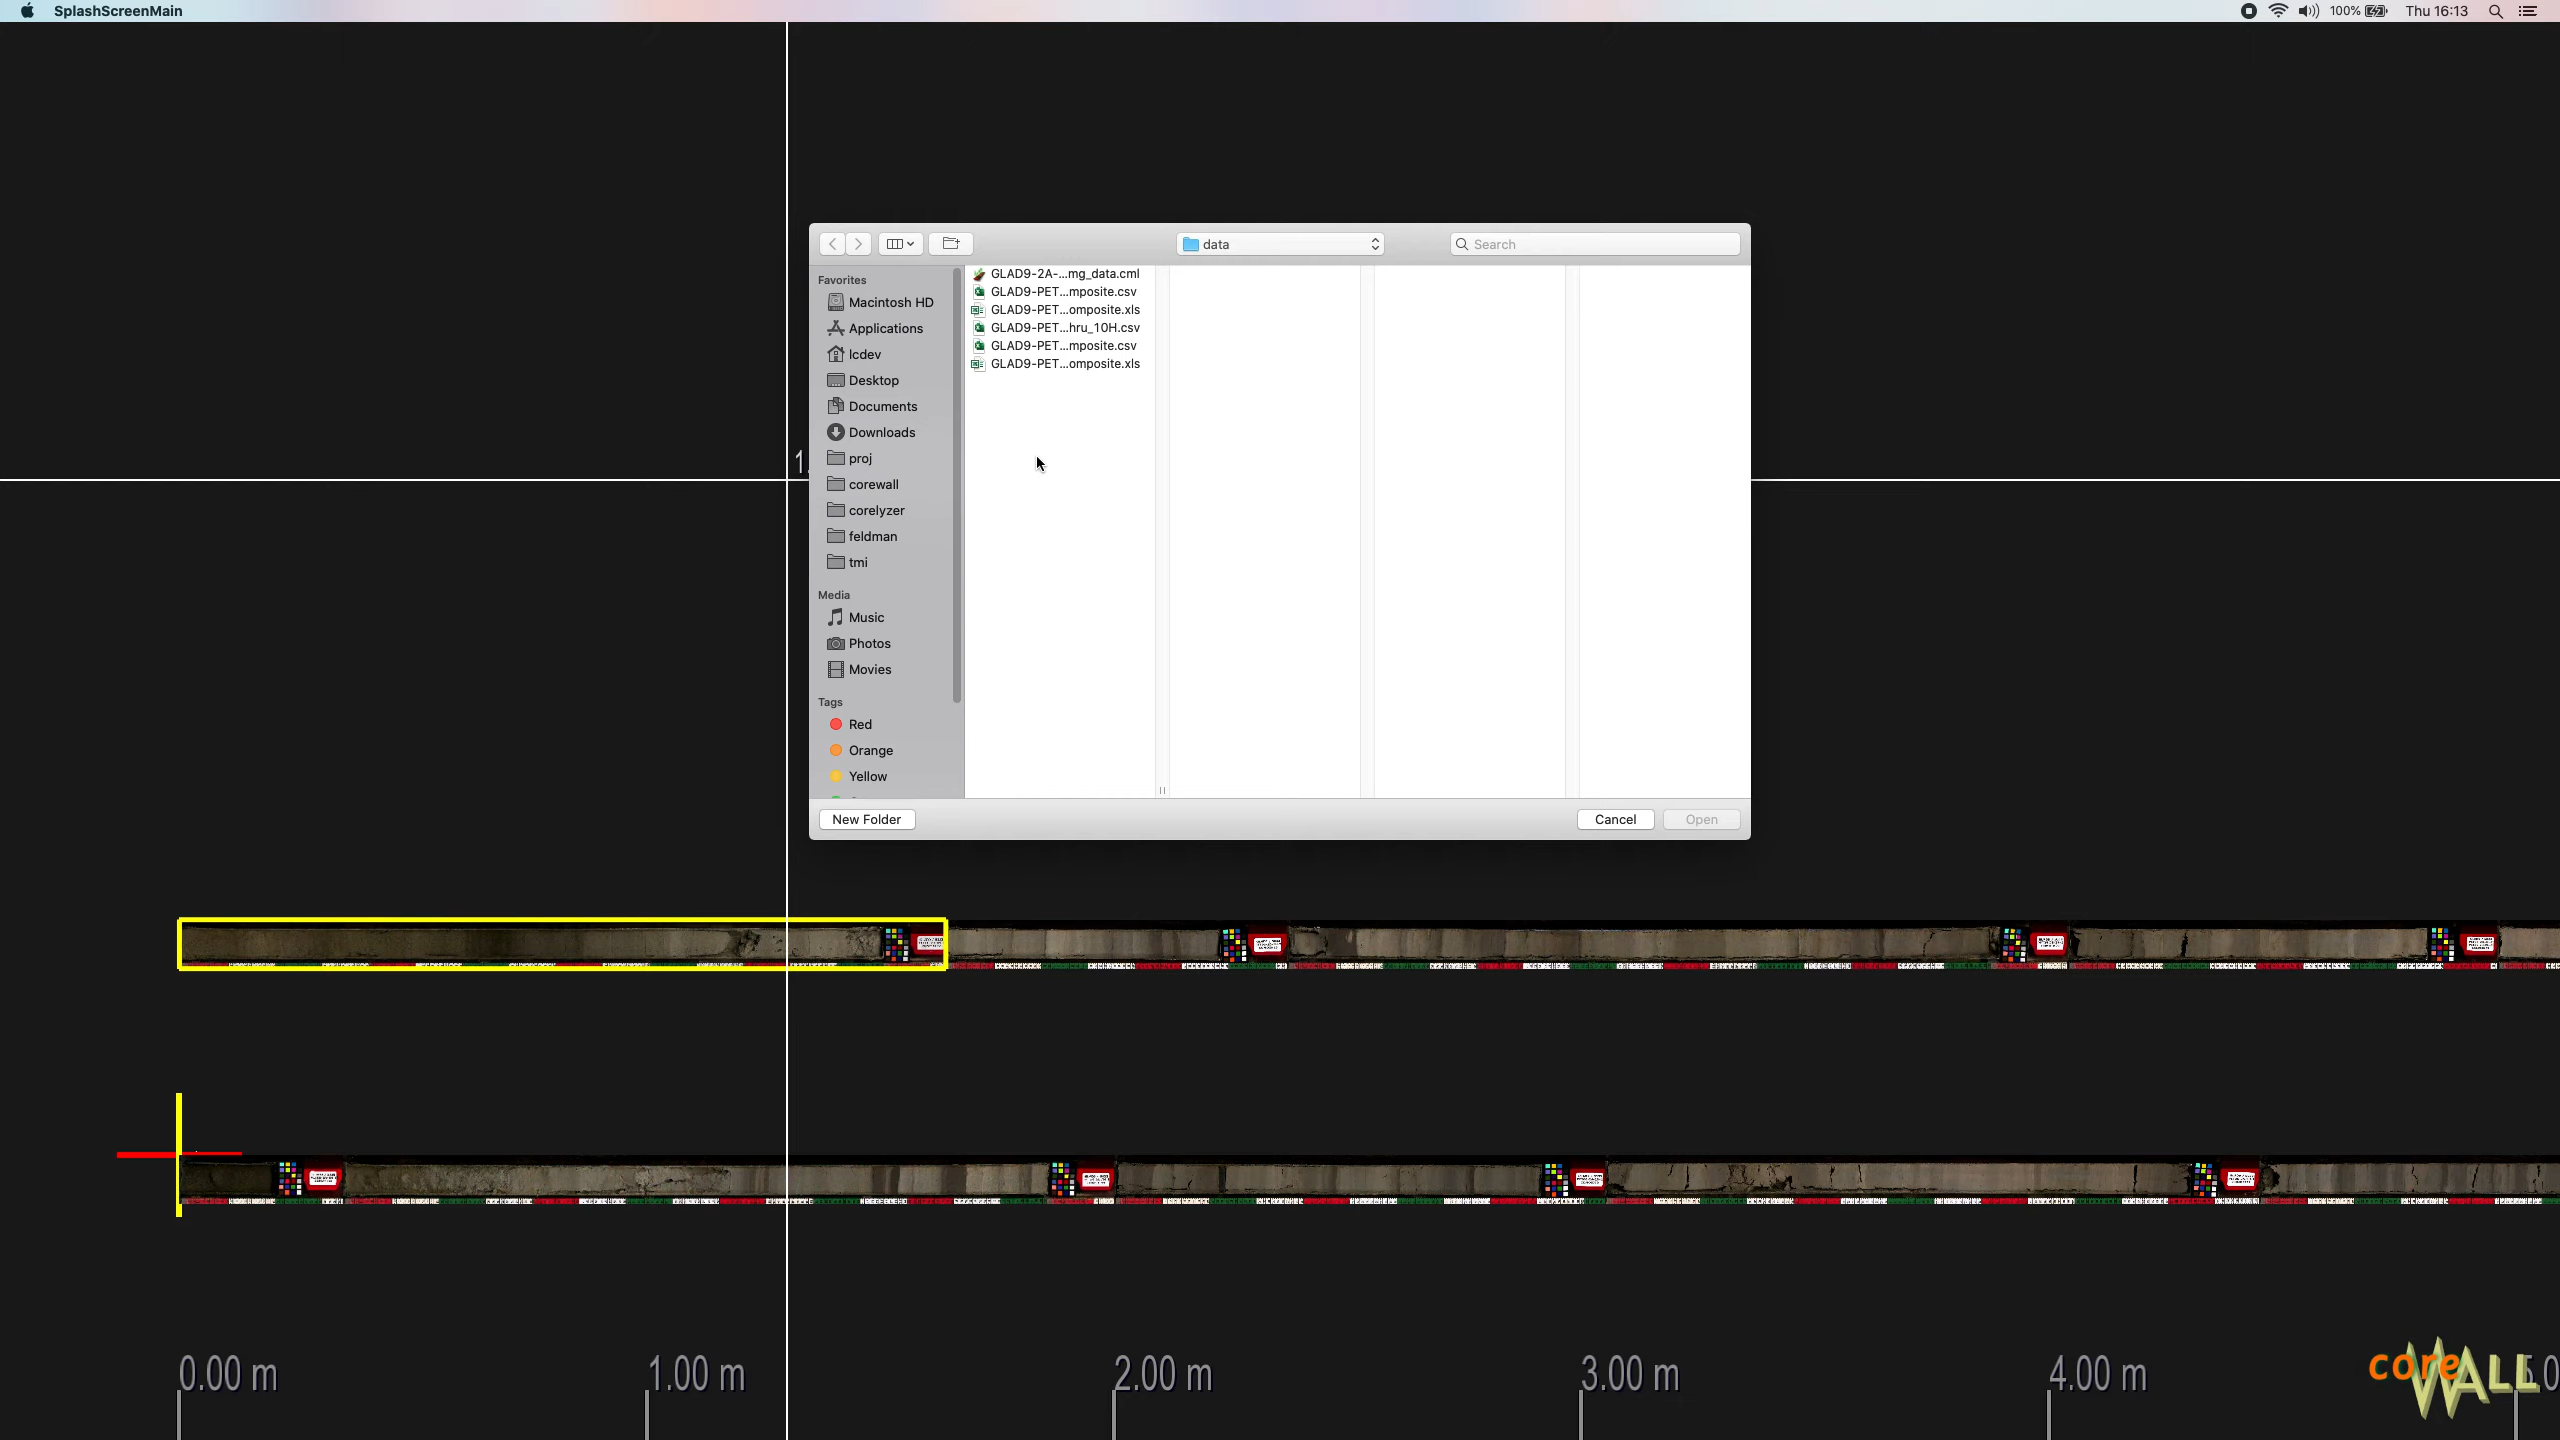 SplashScreenMain
100%
Thu 16:13
data
Search
Favorites
Macintosh HD
Applications
lcdev
Desktop
Documents
Downloads
proj
corewall
corelyzer
feldman
tmi
Media
Music
Photos
Movies
Tags
Red
Orange
Yellow
GLAD9-2A-...mg_data.cml
GLAD9-PET...mposite.csv
GLAD9-PET...omposite.xls
GLAD9-PET...hru_10H.csv
GLAD9-PET...mposite.csv
GLAD9-PET...omposite.xls
New Folder
Cancel
Open
1.
0.00 m
1.00 m
2.00 m
3.00 m
4.00 m
coreWALL